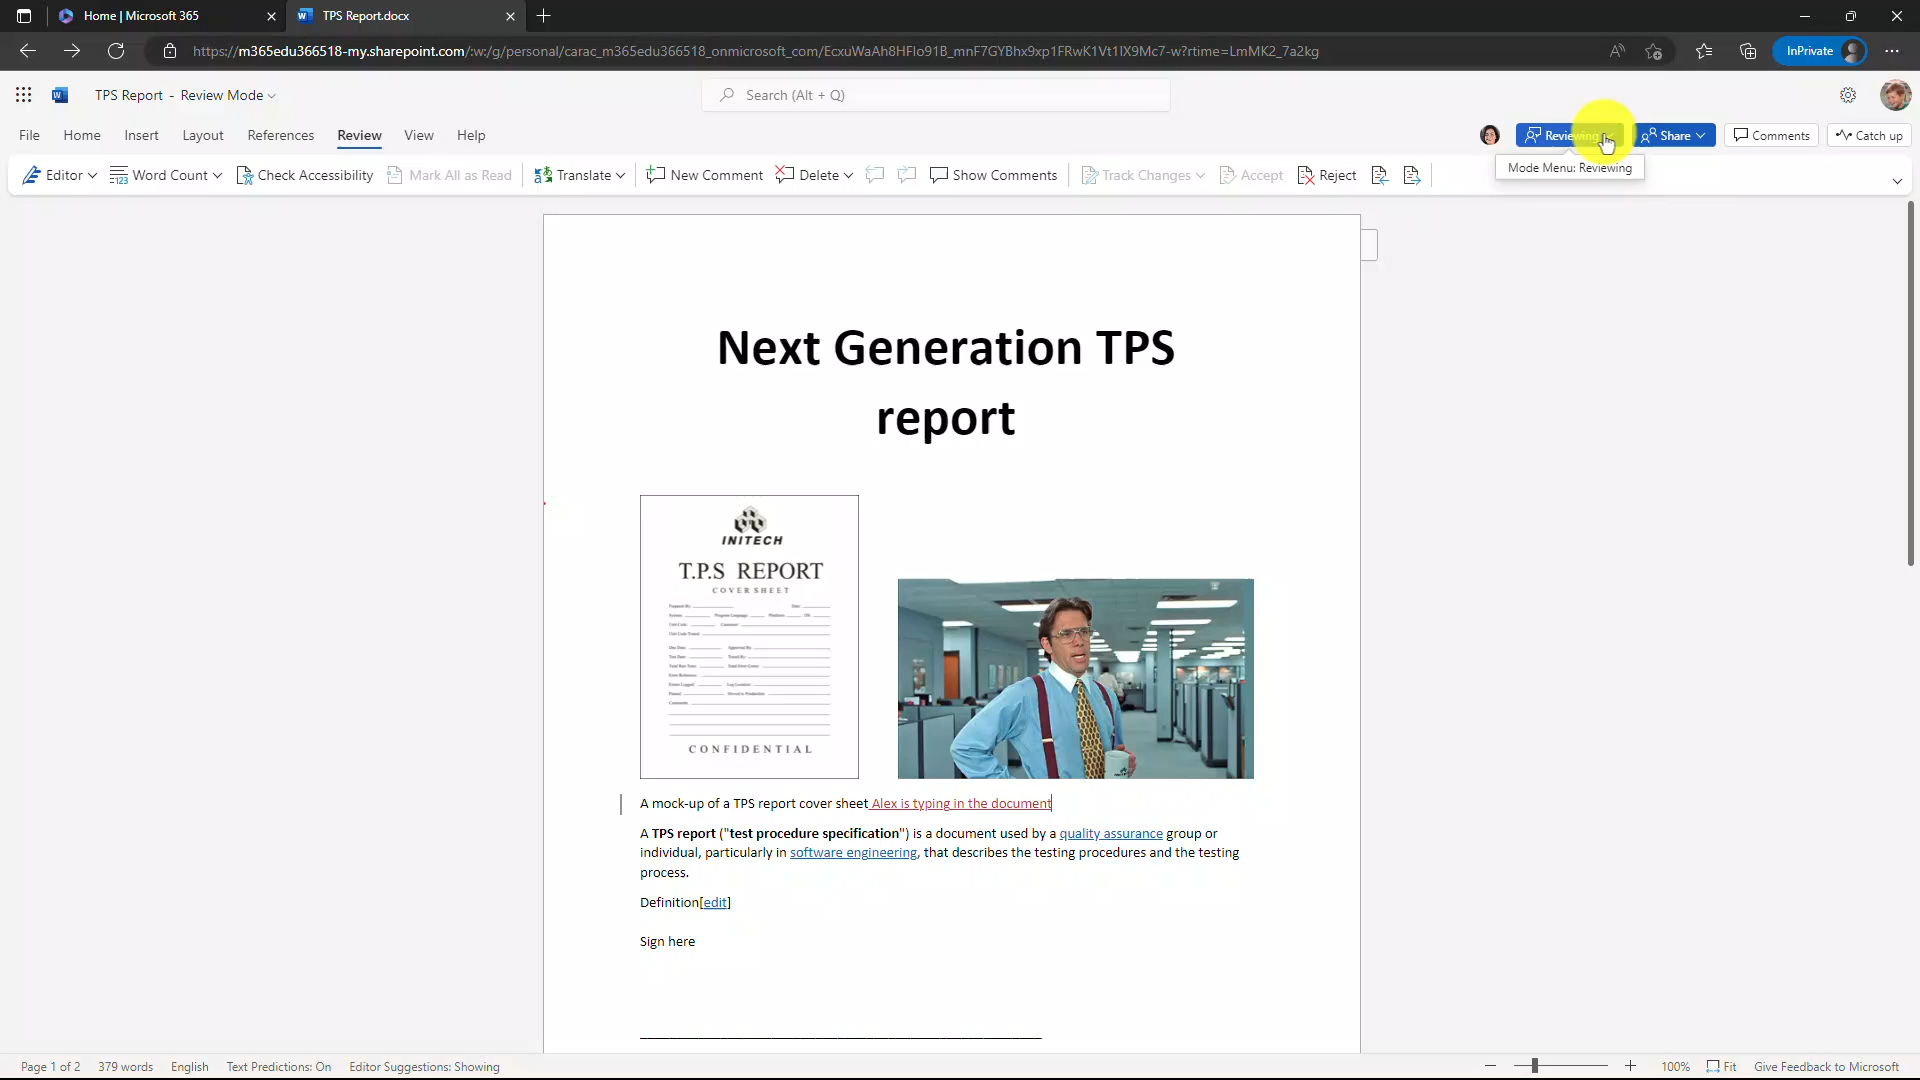 Home | Microsoft 365
TPS Report.docx
https://m365edu366518-my.sharepoint.com/:w:/g/personal/carac_m365edu366518_onmicrosoft_com/EcxuWaAh8HFIo91B_mnF7GYBhx9xp1FRwK1Vt1IX9Mc7-w?rtime=LmMK2_7a2kg
InPrivate
TPS Report - Review Mode
Search (Alt + Q)
File Home Insert Layout References Review View Help
Reviewing Share Comments Catch up
Editor Word Count Check Accessibility Mark All as Read Translate New Comment Delete Show Comments Track Changes Accept Reject
Mode Menu: Reviewing
Next Generation TPS
report
INITECH
T.P.S REPORT
COVER SHEET
CONFIDENTIAL
A mock-up of a TPS report cover sheet Alex is typing in the document
A TPS report ("test procedure specification") is a document used by a quality assurance group or
individual, particularly in software engineering, that describes the testing procedures and the testing
process.
Definition[edit]
Sign here
Page 1 of 2 379 words English Text Predictions: On Editor Suggestions: Showing
100% Fit Give Feedback to Microsoft